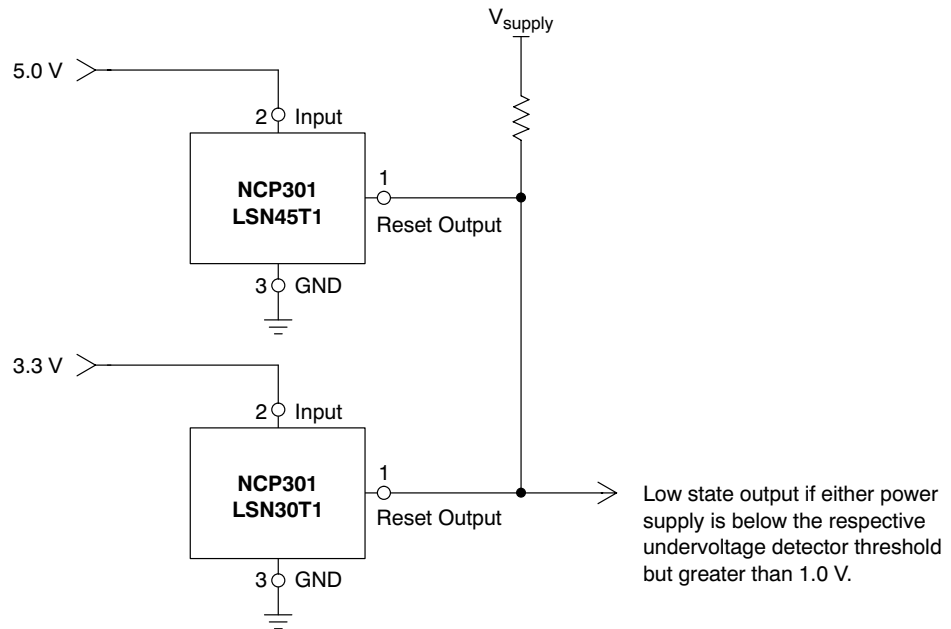 Vsupply
5.0 V
2 Input
NCP301
LSN45T1
1
Reset Output
3 GND
3.3 V
2 Input
NCP301
LSN30T1
1
Reset Output
3 GND
Low state output if either power
supply is below the respective
undervoltage detector threshold
but greater than 1.0 V.